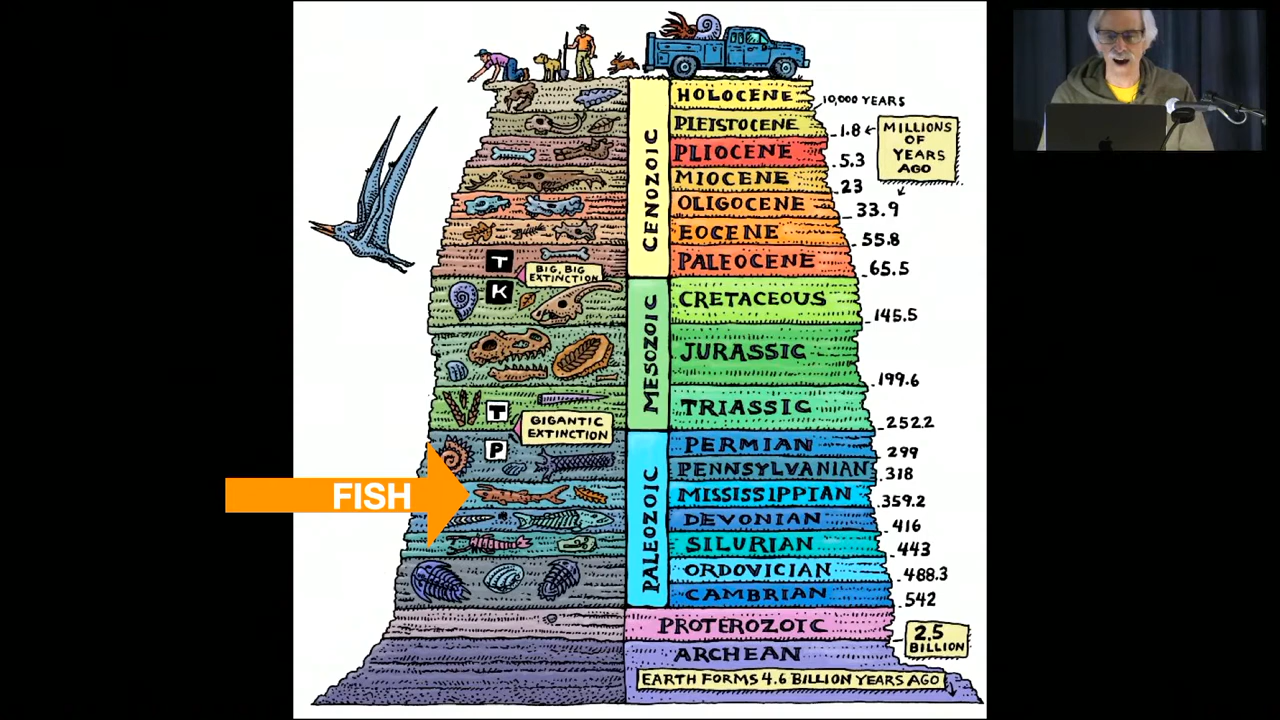 HOLOCENE
10,000 YEARS
PLEISTOCENE
1.8
MILLIONS
OF
YEARS
AGO
PLIOCENE
5.3
MIOCENE
23
OLIGOCENE
33.9
EOCENE
55.8
PALEOCENE
65.5
CENOZOIC
T
BIG, BIG
EXTINCTION
K
CRETACEOUS
145.5
JURASSIC
199.6
TRIASSIC
252.2
MESOZOIC
T
GIGANTIC
EXTINCTION
P
PERMIAN
299
PENNSYLVANIAN
318
FISH
MISSISSIPPIAN
359.2
DEVONIAN
416
SILURIAN
443
ORDOVICIAN
488.3
CAMBRIAN
542
PALEOZOIC
PROTEROZOIC
2.5
BILLION
ARCHEAN
EARTH FORMS 4.6 BILLION YEARS AGO